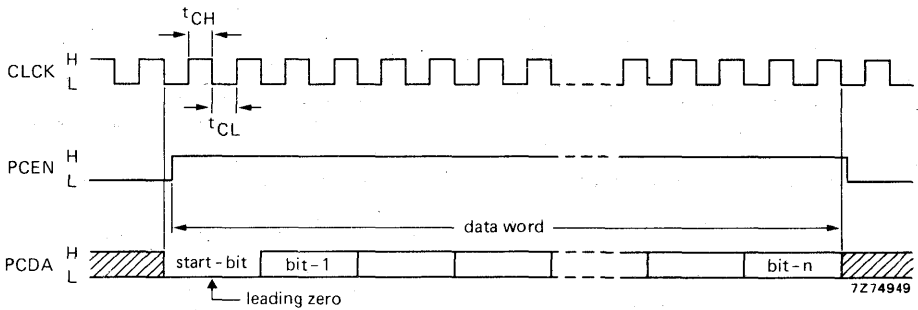 tCH
CLCK
H
L
tCL
PCEN
H
L
data word
PCDA
H
L
start-bit
bit-1
bit-n
7Z74949
leading zero